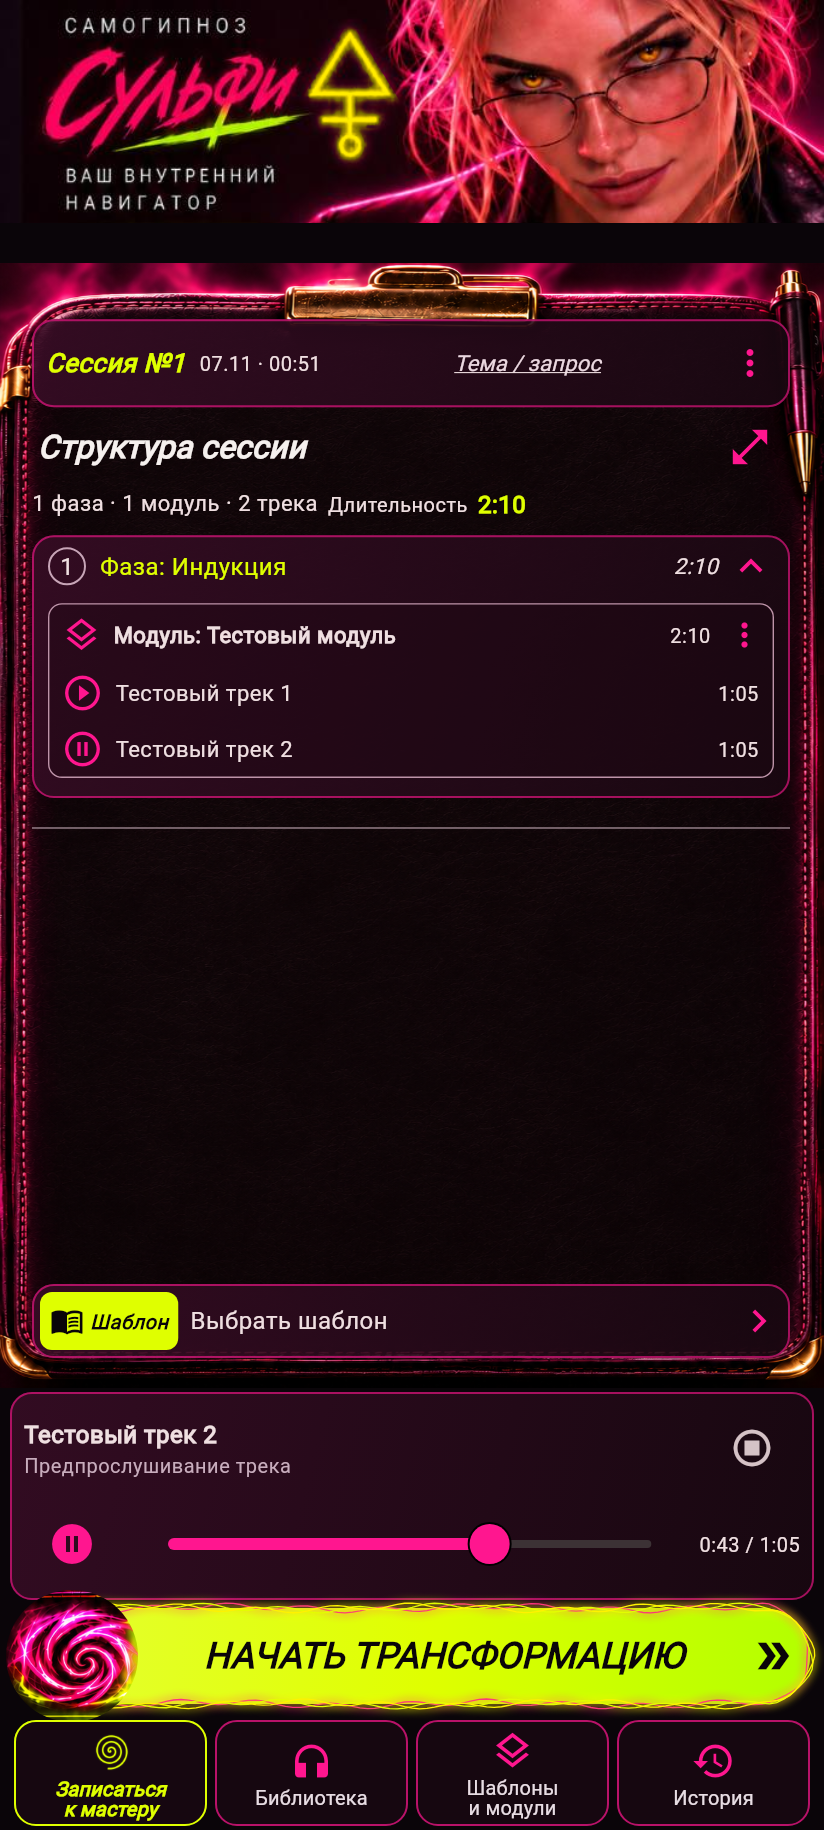 САМОГИПНОЗ
Сульфи
ВАШ ВНУТРЕННИЙ
НАВИГАТОР
Сессия №1 07.11 · 00:51 Тема / запрос
Структура сессии
1 фаза · 1 модуль · 2 трека Длительность 2:10
1 Фаза: Индукция 2:10
Модуль: Тестовый модуль 2:10
Тестовый трек 1 1:05
Тестовый трек 2 1:05
Шаблон Выбрать шаблон
Тестовый трек 2
Предпрослушивание трека
0:43 / 1:05
НАЧАТЬ ТРАНСФОРМАЦИЮ »
Записаться
к мастеру
Библиотека
Шаблоны
и модули
История